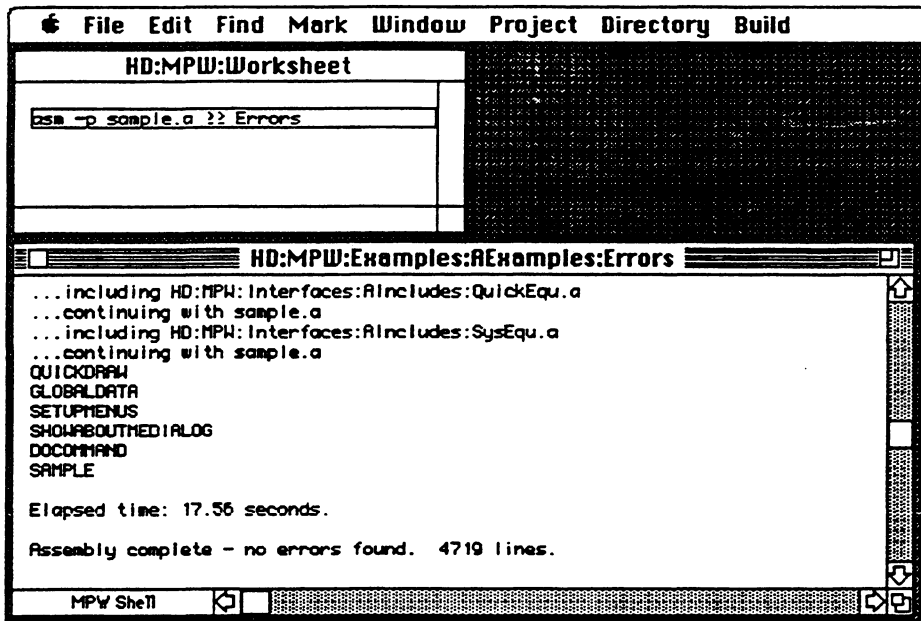 File Edit Find Mark Window Project Directory Build
HD:MPW:Worksheet
asm -p sample.a ≥≥ Errors
HD:MPW:Examples:AExamples:Errors
...including HD:MPW:Interfaces:AIncludes:QuickEqu.a
...continuing with sample.a
...including HD:MPW:Interfaces:AIncludes:SysEqu.a
...continuing with sample.a
QUICKDRAW
GLOBALDATA
SETUPMENUS
SHOWABOUTMEDIALOG
DOCOMMAND
SAMPLE
Elapsed time: 17.56 seconds.
Assembly complete - no errors found. 4719 lines.
MPW Shell